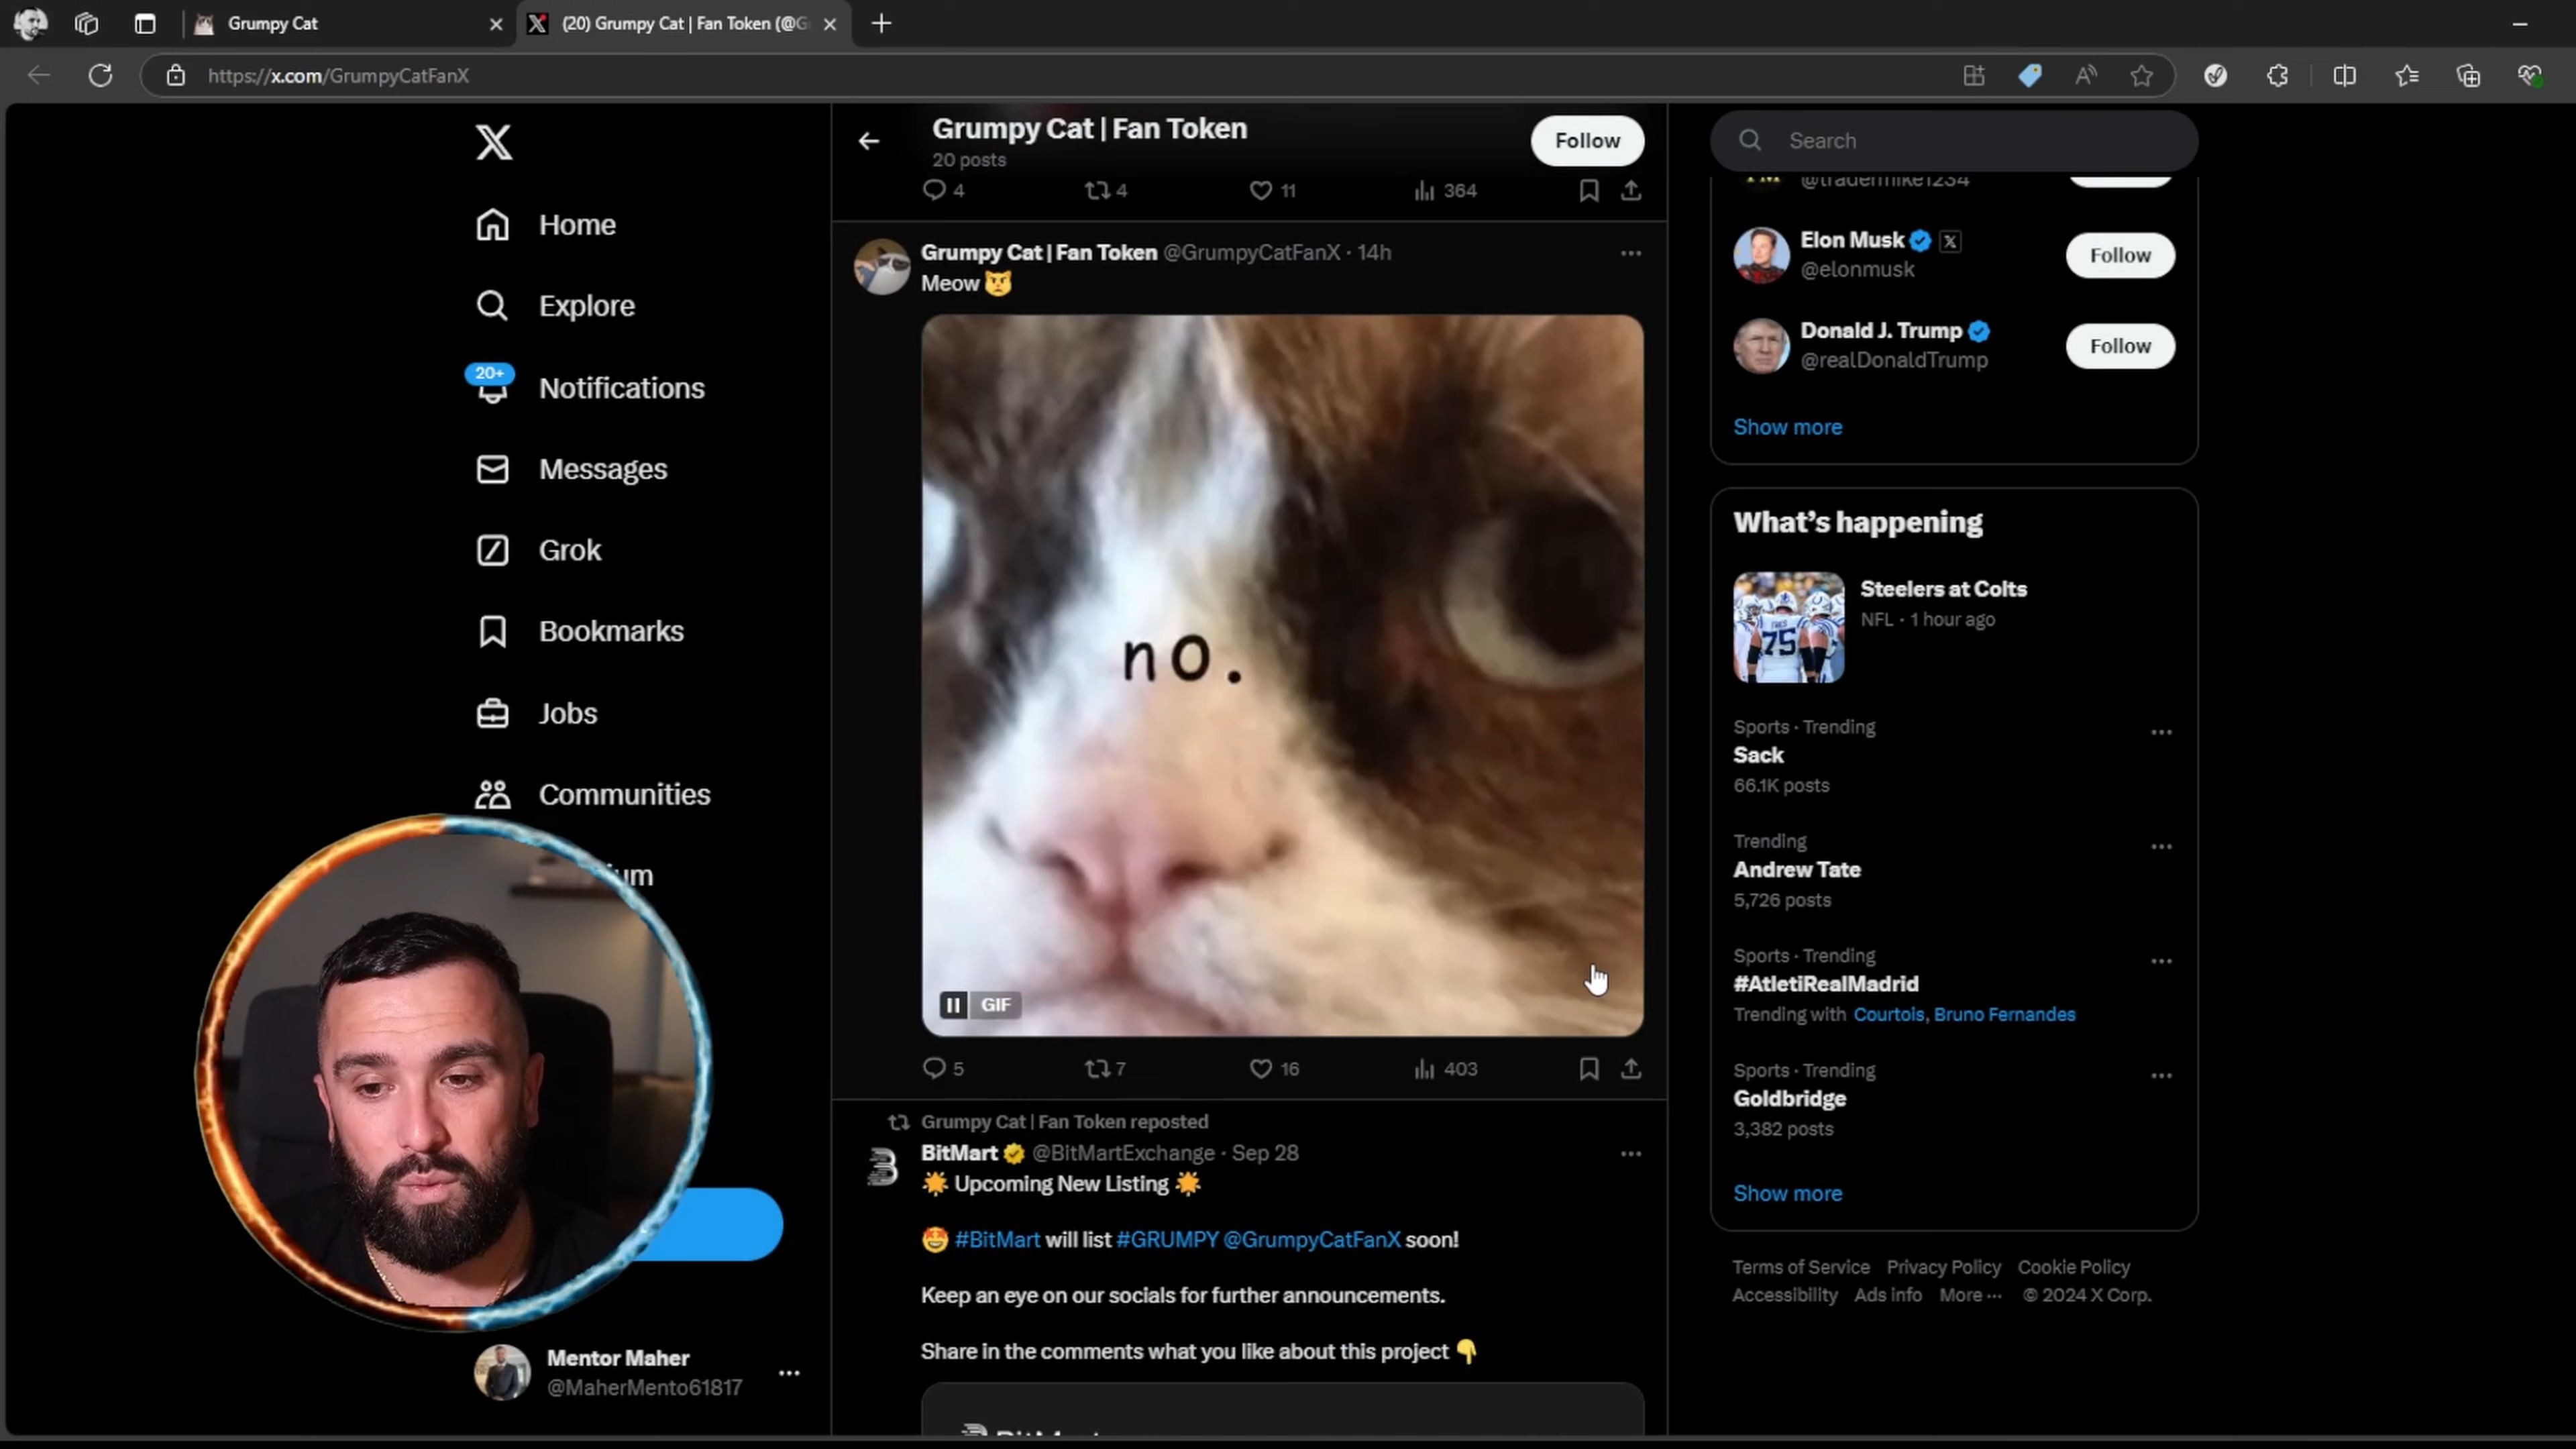 Grumpy Cat
(20) Grumpy Cat | Fan Token (@G
https://x.com/GrumpyCatFanX
Home
Explore
20+
Notifications
Messages
Grok
Bookmarks
Jobs
Communities
Mentor Maher
@MaherMento61817
Grumpy Cat | Fan Token
20 posts
Follow
4 4 11 364
Grumpy Cat | Fan Token @GrumpyCatFanX · 14h
Meow 😾
no.
GIF
5 7 16 403
Grumpy Cat | Fan Token reposted
BitMart @BitMartExchange · Sep 28
🌟 Upcoming New Listing 🌟
🤩 #BitMart will list #GRUMPY @GrumpyCatFanX soon!
Keep an eye on our socials for further announcements.
Share in the comments what you like about this project 👇
Search
@tradermike1234
Elon Musk
@elonmusk
Follow
Donald J. Trump
@realDonaldTrump
Follow
Show more
What's happening
Steelers at Colts
NFL · 1 hour ago
75
Sports · Trending
Sack
66.1K posts
Trending
Andrew Tate
5,726 posts
Sports · Trending
#AtletiRealMadrid
Trending with Courtois, Bruno Fernandes
Sports · Trending
Goldbridge
3,382 posts
Show more
Terms of Service Privacy Policy Cookie Policy
Accessibility Ads info More ··· © 2024 X Corp.